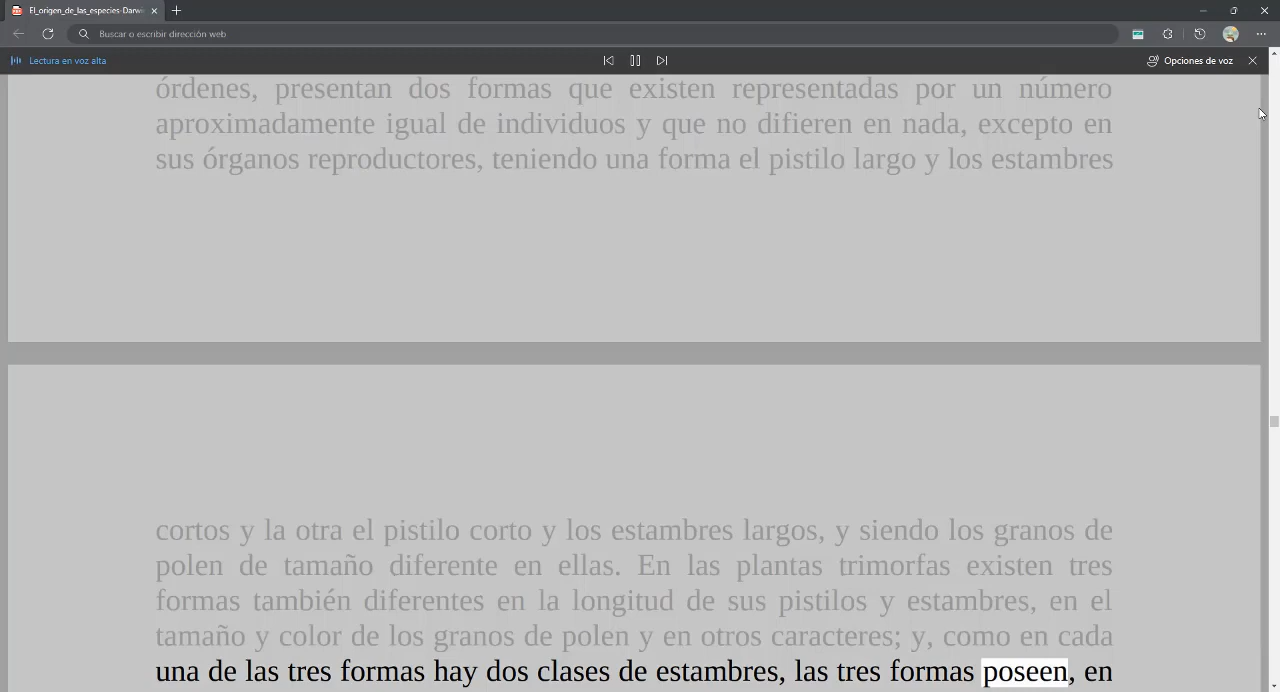 El_origen_de_las_especies-Darwi
Buscar o escribir dirección web
Lectura en voz alta
Opciones de voz
órdenes, presentan dos formas que existen representadas por un número
aproximadamente igual de individuos y que no difieren en nada, excepto en
sus órganos reproductores, teniendo una forma el pistilo largo y los estambres
cortos y la otra el pistilo corto y los estambres largos, y siendo los granos de
polen de tamaño diferente en ellas. En las plantas trimorfas existen tres
formas también diferentes en la longitud de sus pistilos y estambres, en el
tamaño y color de los granos de polen y en otros caracteres; y, como en cada
una de las tres formas hay dos clases de estambres, las tres formas poseen, en